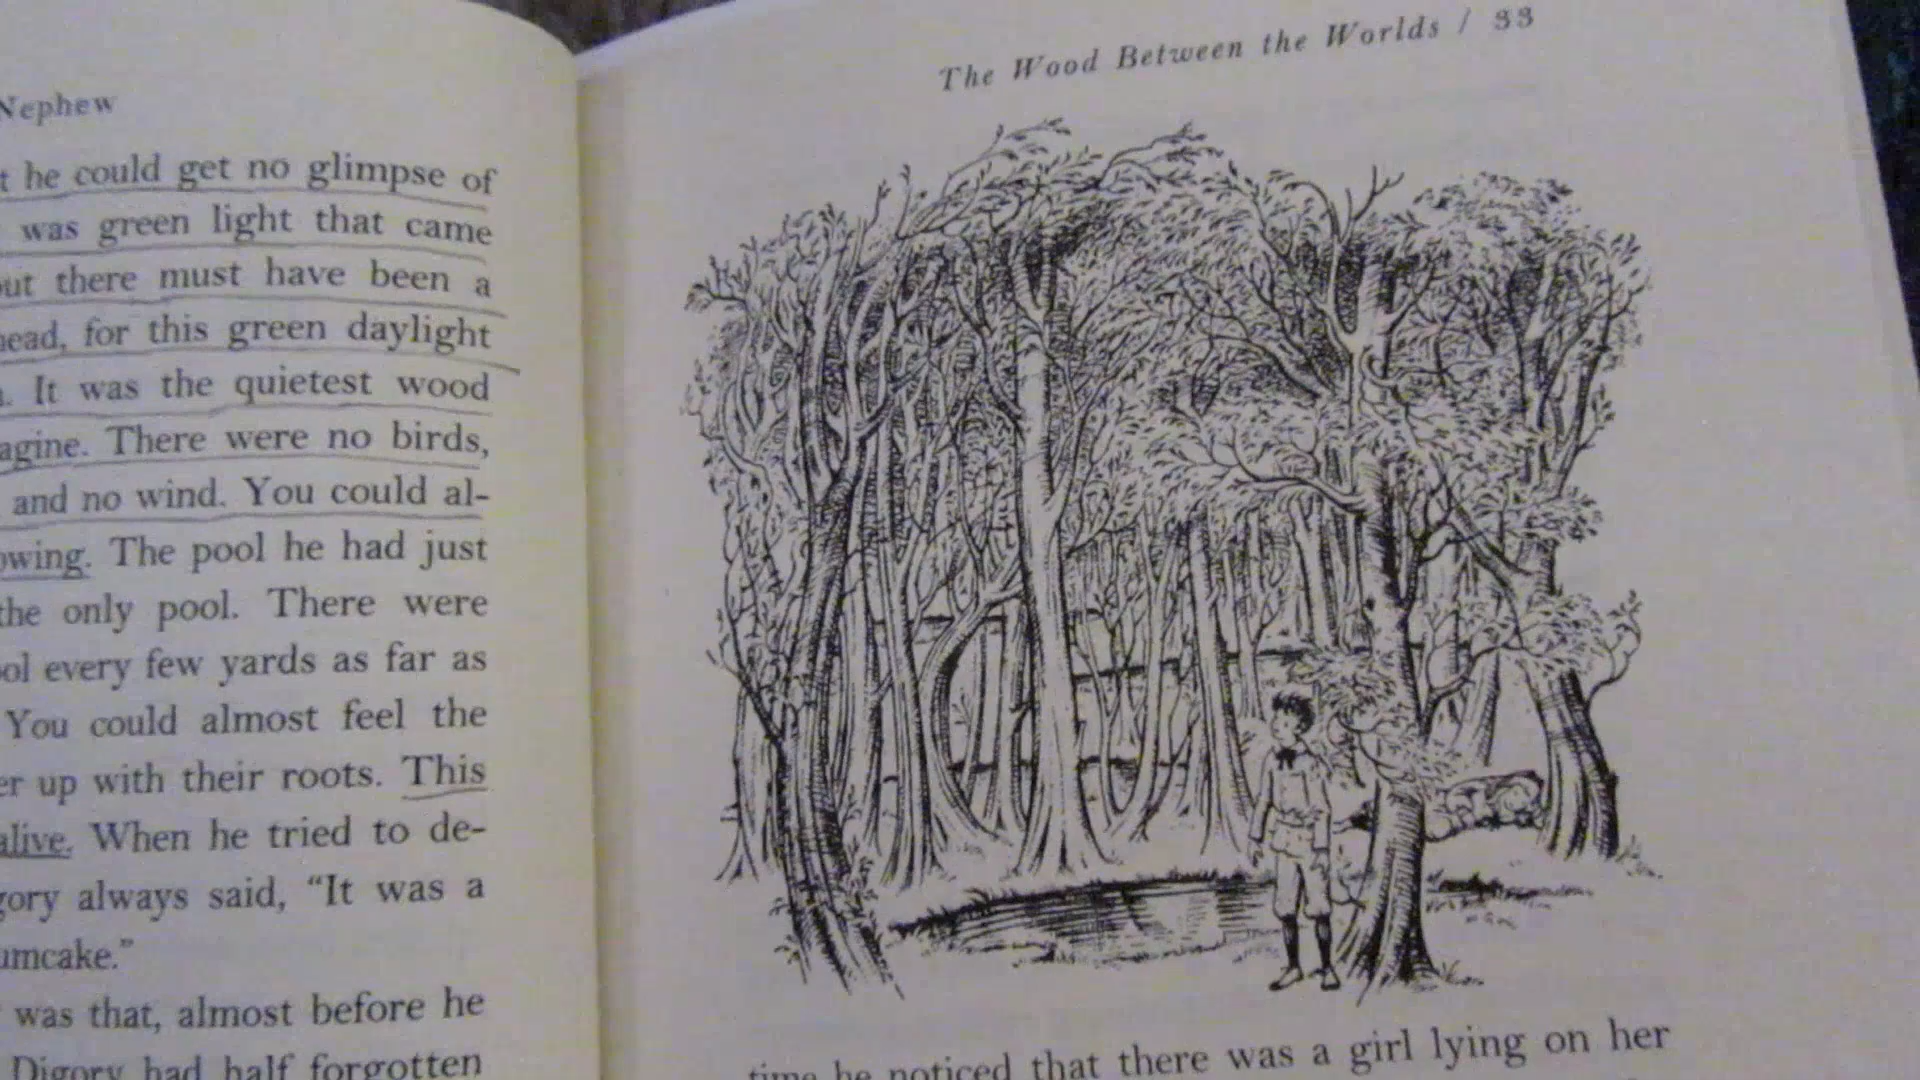 Nephew
t he could get no glimpse of
was green light that came
out there must have been a
head, for this green daylight
. It was the quietest wood
agine. There were no birds,
and no wind. You could al-
owing. The pool he had just
the only pool. There were
ol every few yards as far as
You could almost feel the
er up with their roots. This
alive. When he tried to de-
gory always said, "It was a
umcake."
was that, almost before he
Digory had half forgotten
The Wood Between the Worlds / 33
time he noticed that there was a girl lying on her